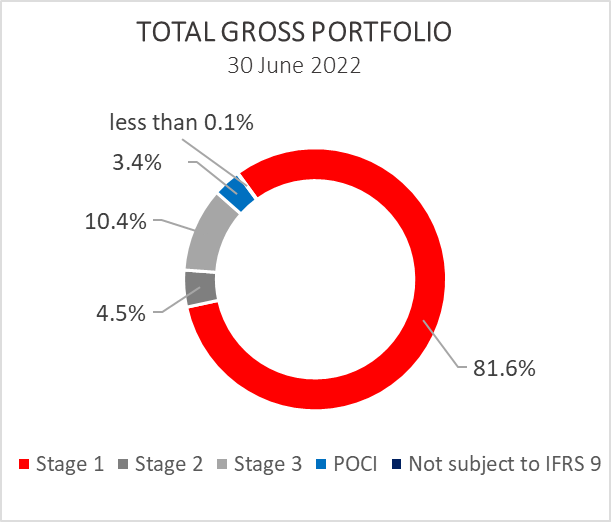 TOTAL GROSS PORTFOLIO
30 June 2022
less than 0.1%
3.4%
10.4%
4.5%
81.6%
Stage 1 Stage 2 Stage 3 POCI Not subject to IFRS 9